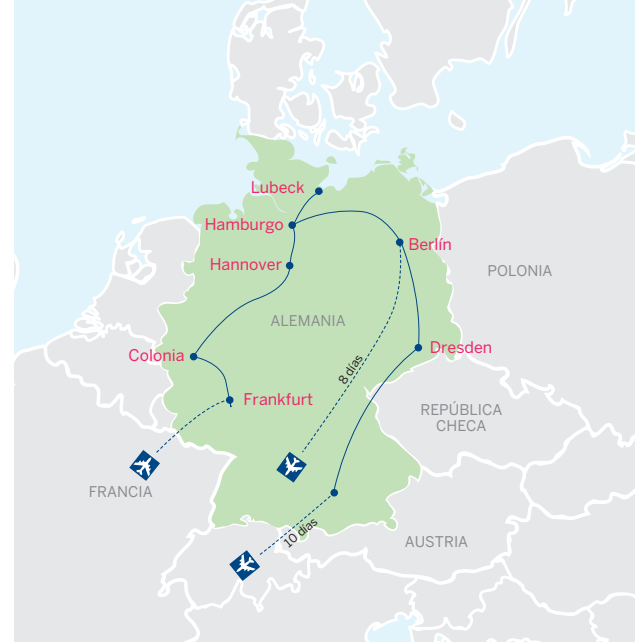 Lubeck
Hamburgo
Berlín
Hannover
POLONIA
ALEMANIA
Dresden
Colonia
8 días
Frankfurt
REPÚBLICA
CHECA
FRANCIA
10 días
AUSTRIA